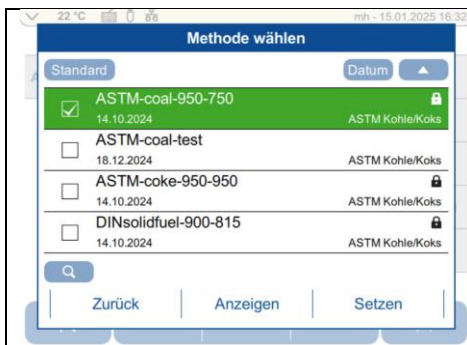 22 °C
mh - 15.01.2025 16:32
Methode wählen
Standard
Datum
ASTM-coal-950-750
14.10.2024
ASTM Kohle/Koks
ASTM-coal-test
18.12.2024
ASTM Kohle/Koks
ASTM-coke-950-950
14.10.2024
ASTM Kohle/Koks
DINsolidfuel-900-815
14.10.2024
ASTM Kohle/Koks
Zurück
Anzeigen
Setzen